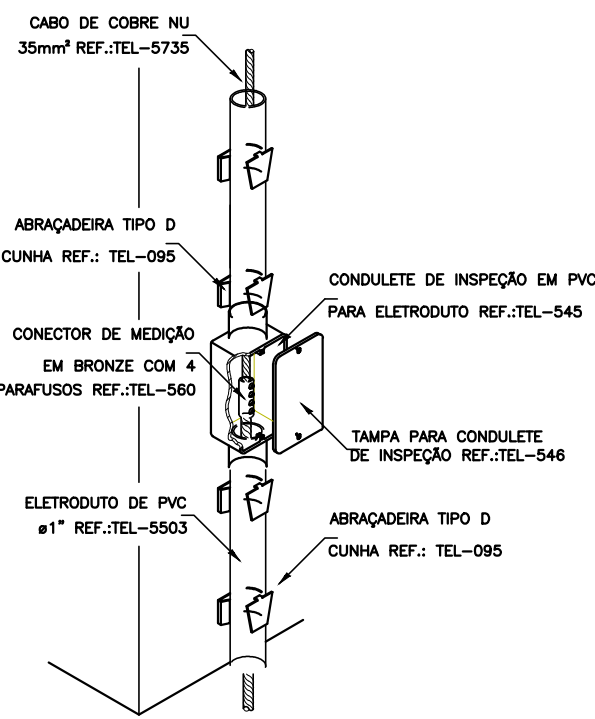 CABO DE COBRE NU
35mm² REF.:TEL-5735
ABRAÇADEIRA TIPO D
CUNHA REF.: TEL-095
CONDULETE DE INSPEÇÃO EM PVC
PARA ELETRODUTO REF.:TEL-545
CONECTOR DE MEDIÇÃO
EM BRONZE COM 4
PARAFUSOS REF.:TEL-560
TAMPA PARA CONDULETE
DE INSPEÇÃO REF.:TEL-546
ELETRODUTO DE PVC
ø1" REF.:TEL-5503
ABRAÇADEIRA TIPO D
CUNHA REF.: TEL-095